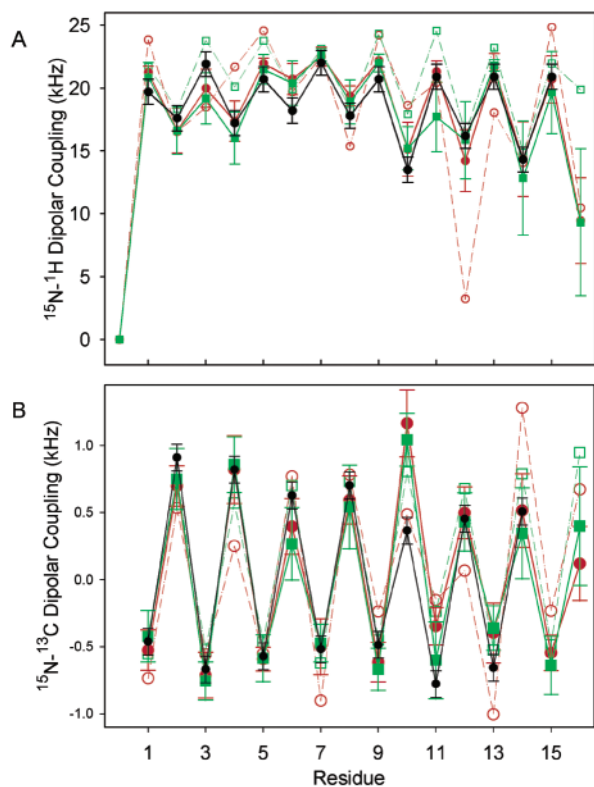 A
¹⁵N-¹H Dipolar Coupling (kHz)
25
20
15
10
5
0
B
¹⁵N-¹³C Dipolar Coupling (kHz)
1.0
0.5
0.0
-0.5
-1.0
1 3 5 7 9 11 13 15
Residue